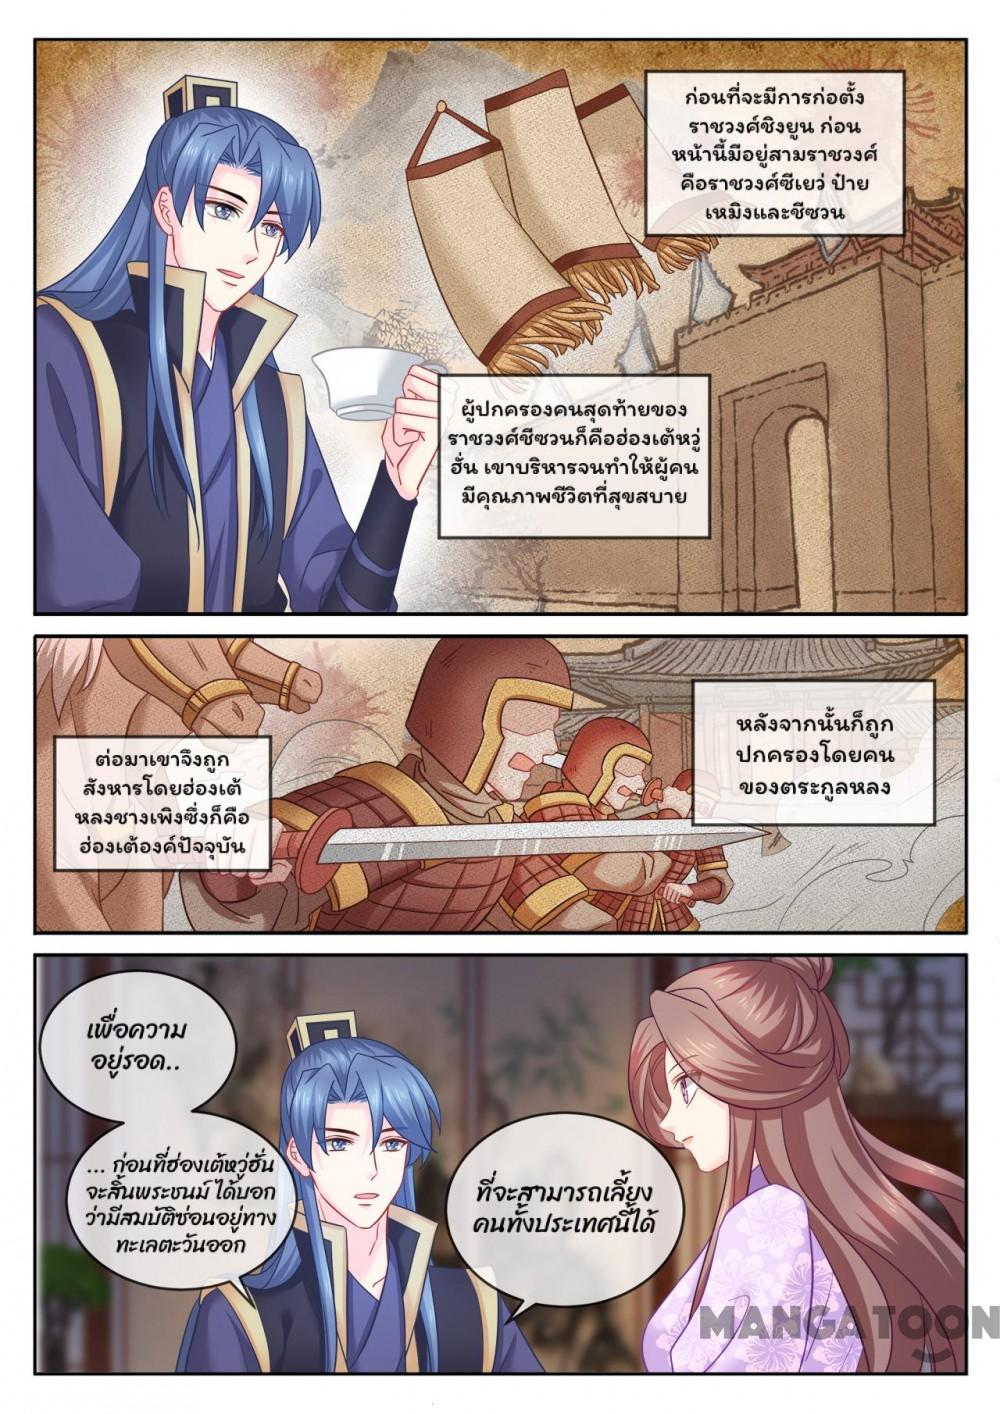 ก่อนที่จะมีการก่อตั้ง
ราชวงศ์ชิงยูน ก่อน
หน้านี้มีอยู่สามราชวงศ์
คือราชวงศ์ซีเยว่ ป๋าย
เหมิงและชีซวน
ผู้ปกครองคนสุดท้ายของ
ราชวงศ์ชีซวนก็คือฮ่องเต้หวู่
ฮั่น เขาบริหารจนทำให้ผู้คน
มีคุณภาพชีวิตที่สุขสบาย
หลังจากนั้นก็ถูก
ปกครองโดยคน
ของตระกูลหลง
ต่อมาเขาจึงถูก
สังหารโดยฮ่องเต้
หลงชางเพิงซึ่งก็คือ
ฮ่องเต้องค์ปัจจุบัน
เพื่อความ
อยู่รอด..
... ก่อนที่ฮ่องเต้หวู่ฮั่น
จะสิ้นพระชนม์ ได้บอก
ว่ามีสมบัติซ่อนอยู่ทาง
ทะเลตะวันออก
ที่จะสามารถเลี้ยง
คนทั้งประเทศนี้ได้
MANGATOON